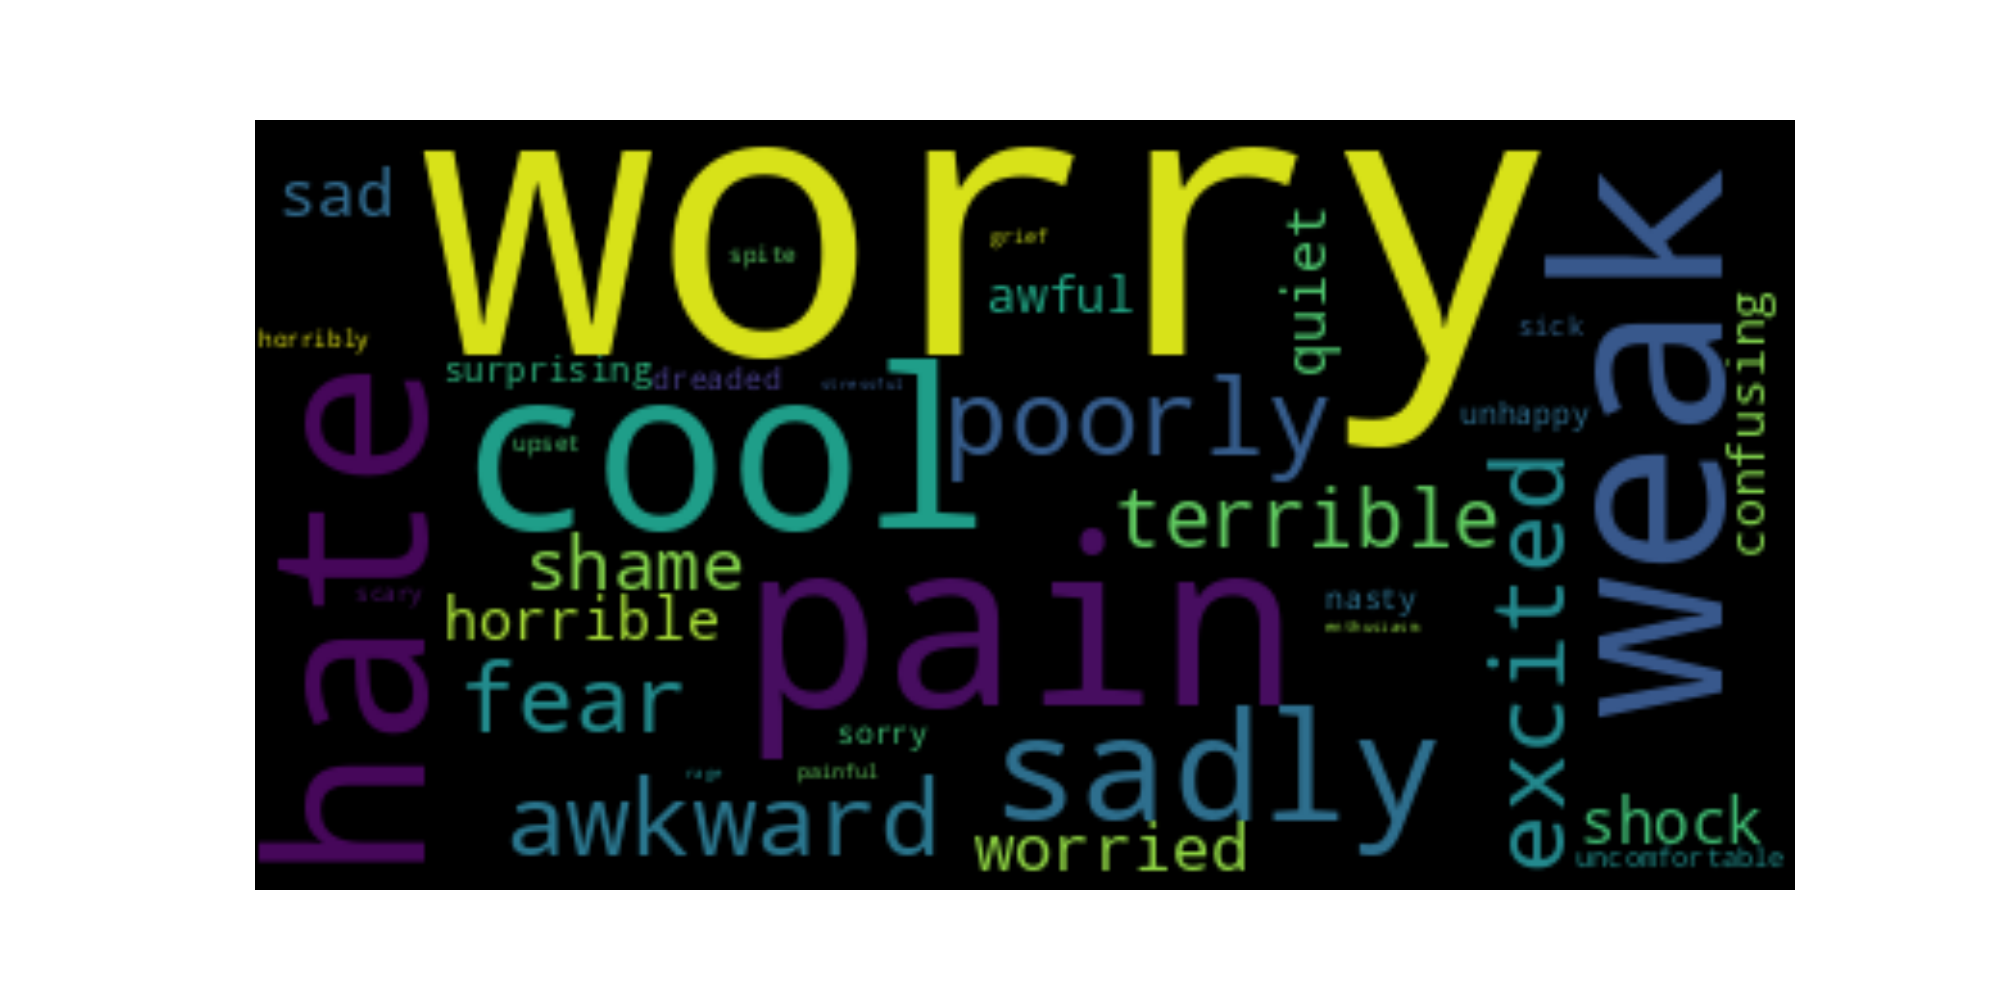 worry
sad
spite
grief
awful
quiet
weak
horribly
sick
confusing
surprising
dreaded
stressful
hate
cool
upset
poorly
unhappy
terrible
excited
shame
pain
scary
horrible
nasty
enthusiasm
fear
sorry
sadly
rage
painful
awkward
worried
shock
uncomfortable